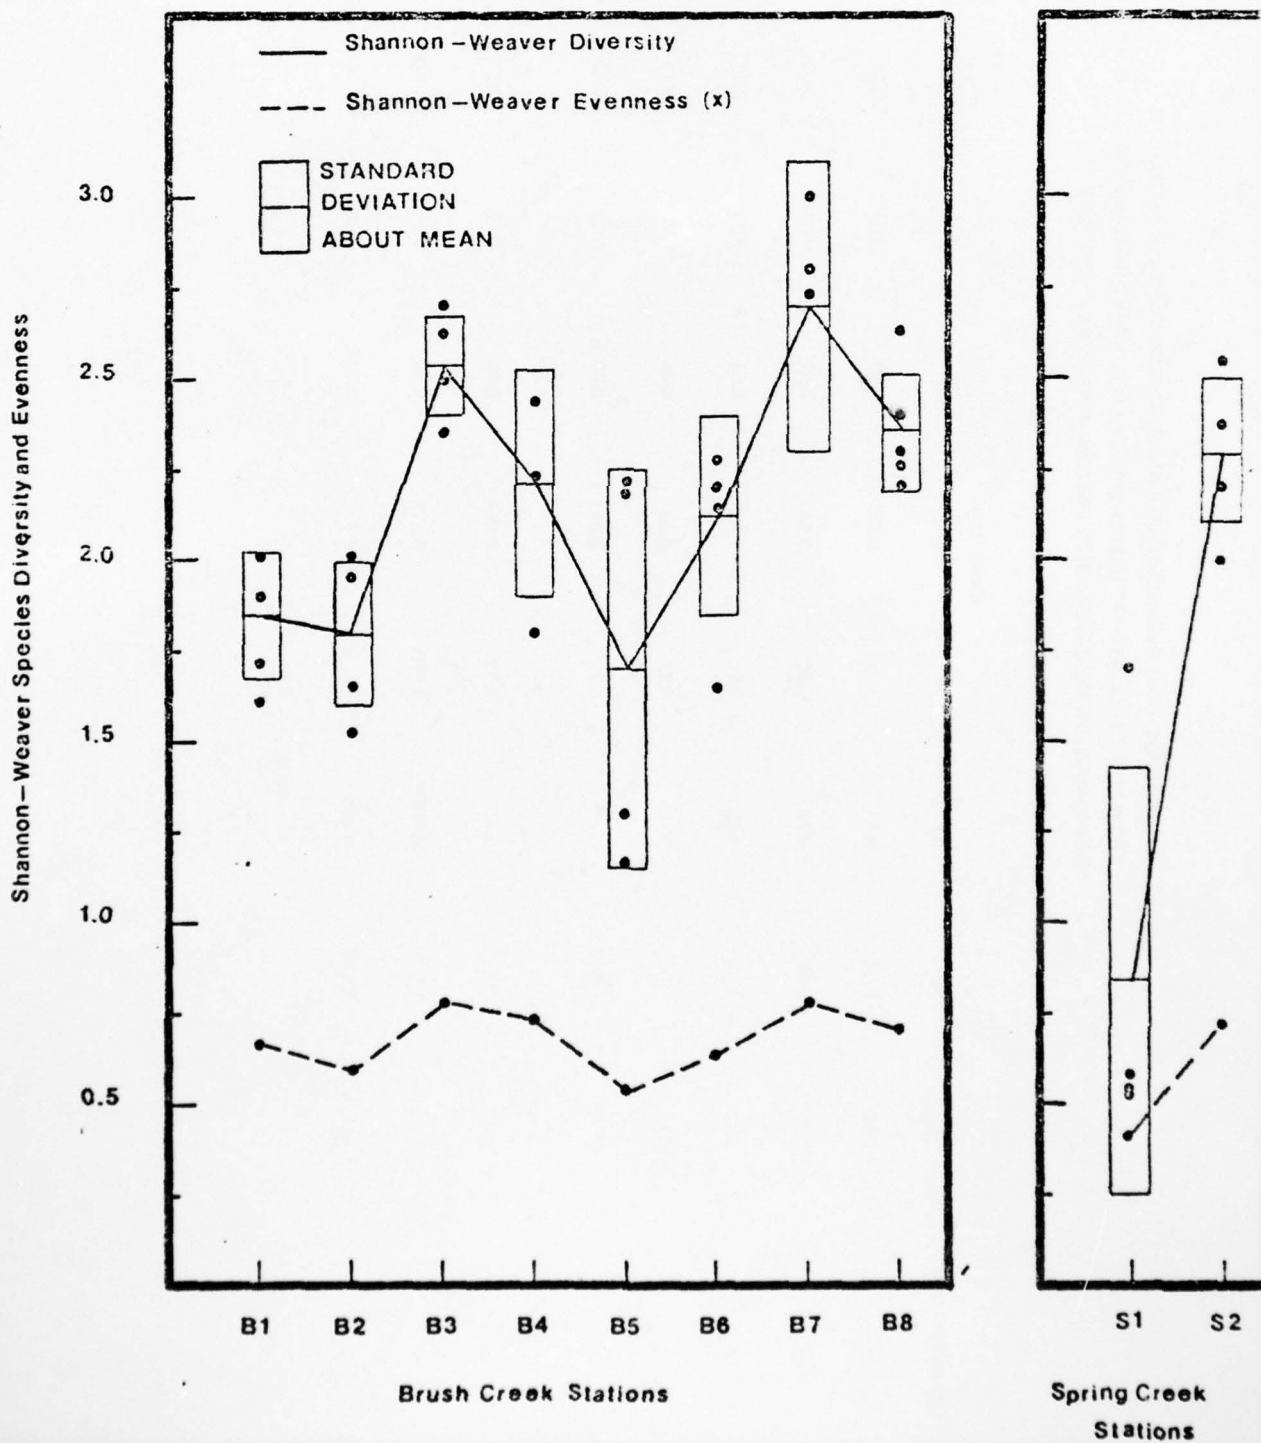 Shannon-Weaver Diversity
Shannon-Weaver Evenness (x)
STANDARD
DEVIATION
ABOUT MEAN
Shannon-Weaver Species Diversity and Evenness
3.0
2.5
2.0
1.5
1.0
0.5
B1 B2 B3 B4 B5 B6 B7 B8
S1 S2
Brush Creek Stations
Spring Creek
Stations